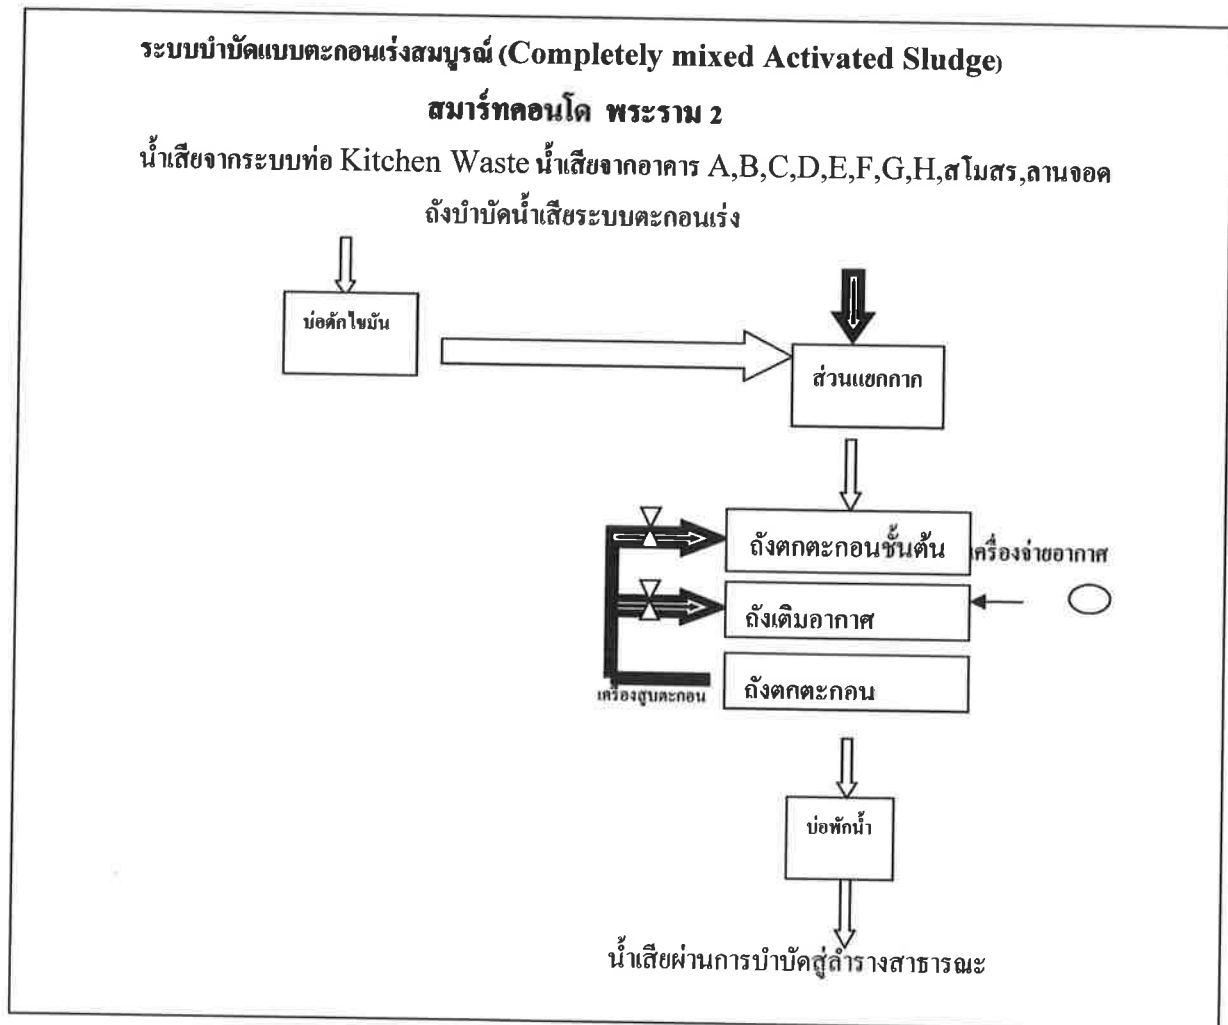 ระบบบำบัดแบบตะกอนเร่งสมบูรณ์ (Completely mixed Activated Sludge)
สมาร์ทคอนโด พระราม 2
น้ำเสียจากระบบท่อ Kitchen Waste น้ำเสียจากอาคาร A,B,C,D,E,F,G,H,สโมสร,ลานจอด
ถังบำบัดน้ำเสียระบบตะกอนเร่ง
บ่อดักไขมัน
ส่วนแยกกาก
ถังตกตะกอนชั้นต้น
เครื่องจ่ายอากาศ
ถังเติมอากาศ
ถังตกตะกอน
เครื่องสูบตะกอน
บ่อพักน้ำ
น้ำเสียผ่านการบำบัดสู่ลำรางสาธารณะ